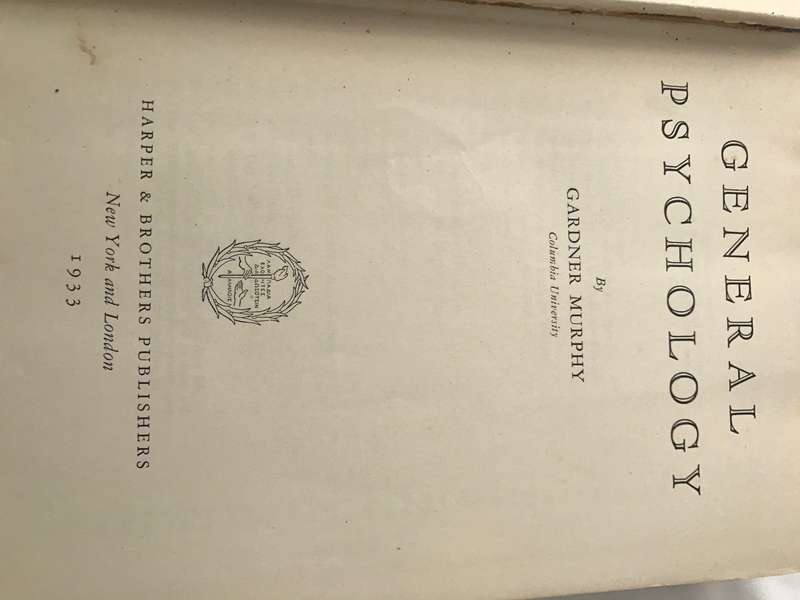 GENERAL
PSYCHOLOGY
By
GARDNER MURPHY
Columbia University
HARPER & BROTHERS PUBLISHERS
New York and London
1933